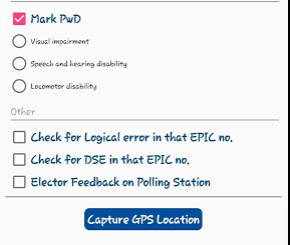 Mark PwD
Visual impairment
Speech and hearing disability
Locomotor disability
Other
Check for Logical error in that EPIC no.
Check for DSE in that EPIC no.
Elector Feedback on Polling Station
Capture GPS Location